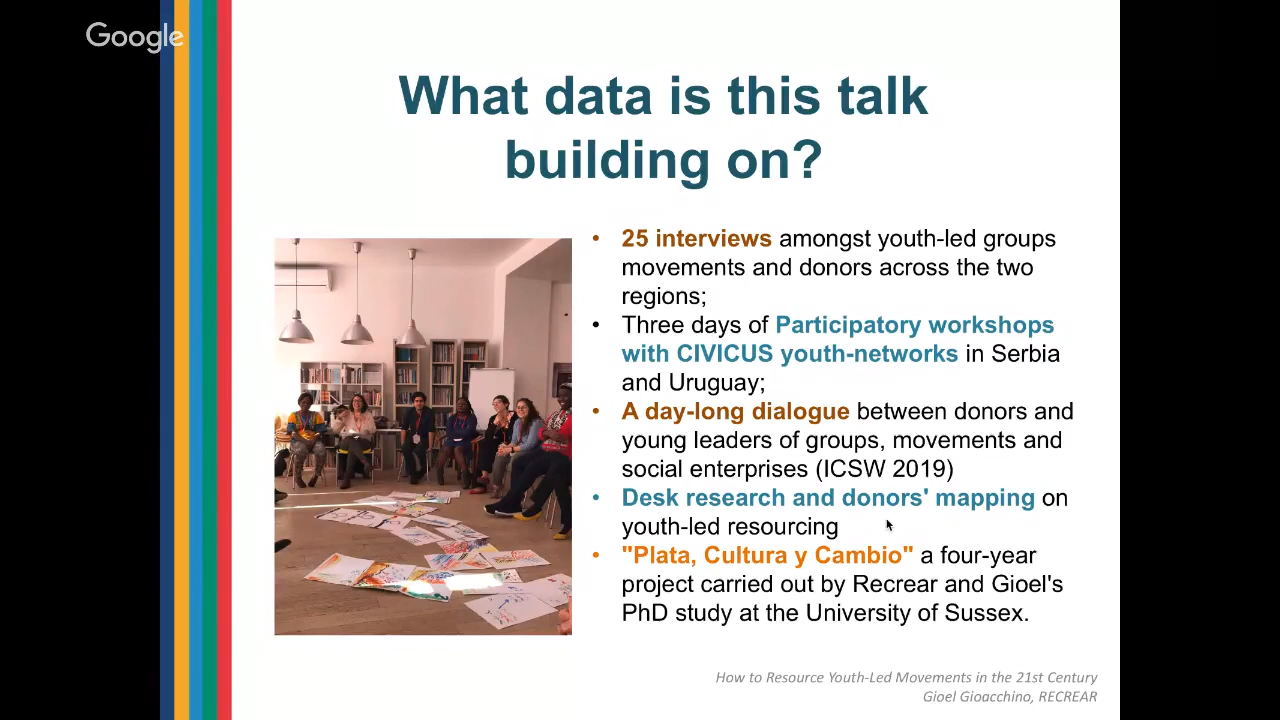 Google
What data is this talk
building on?
• 25 interviews amongst youth-led groups
movements and donors across the two
regions;
• Three days of Participatory workshops
with CIVICUS youth-networks in Serbia
and Uruguay;
• A day-long dialogue between donors and
young leaders of groups, movements and
social enterprises (ICSW 2019)
• Desk research and donors' mapping on
youth-led resourcing
• "Plata, Cultura y Cambio" a four-year
project carried out by Recrear and Gioel's
PhD study at the University of Sussex.
How to Resource Youth-Led Movements in the 21st Century
Gioel Gioacchino, RECREAR